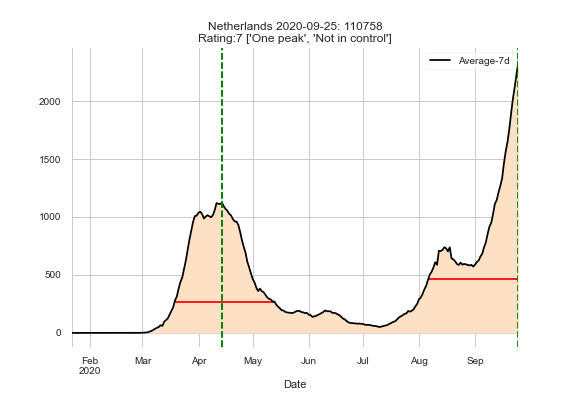 Netherlands 2020-09-25: 110758
Rating:7 ['One peak', 'Not in control']
Average-7d
2000
1500
1000
500
0
Feb Mar Apr May Jun Jul Aug Sep
2020
Date